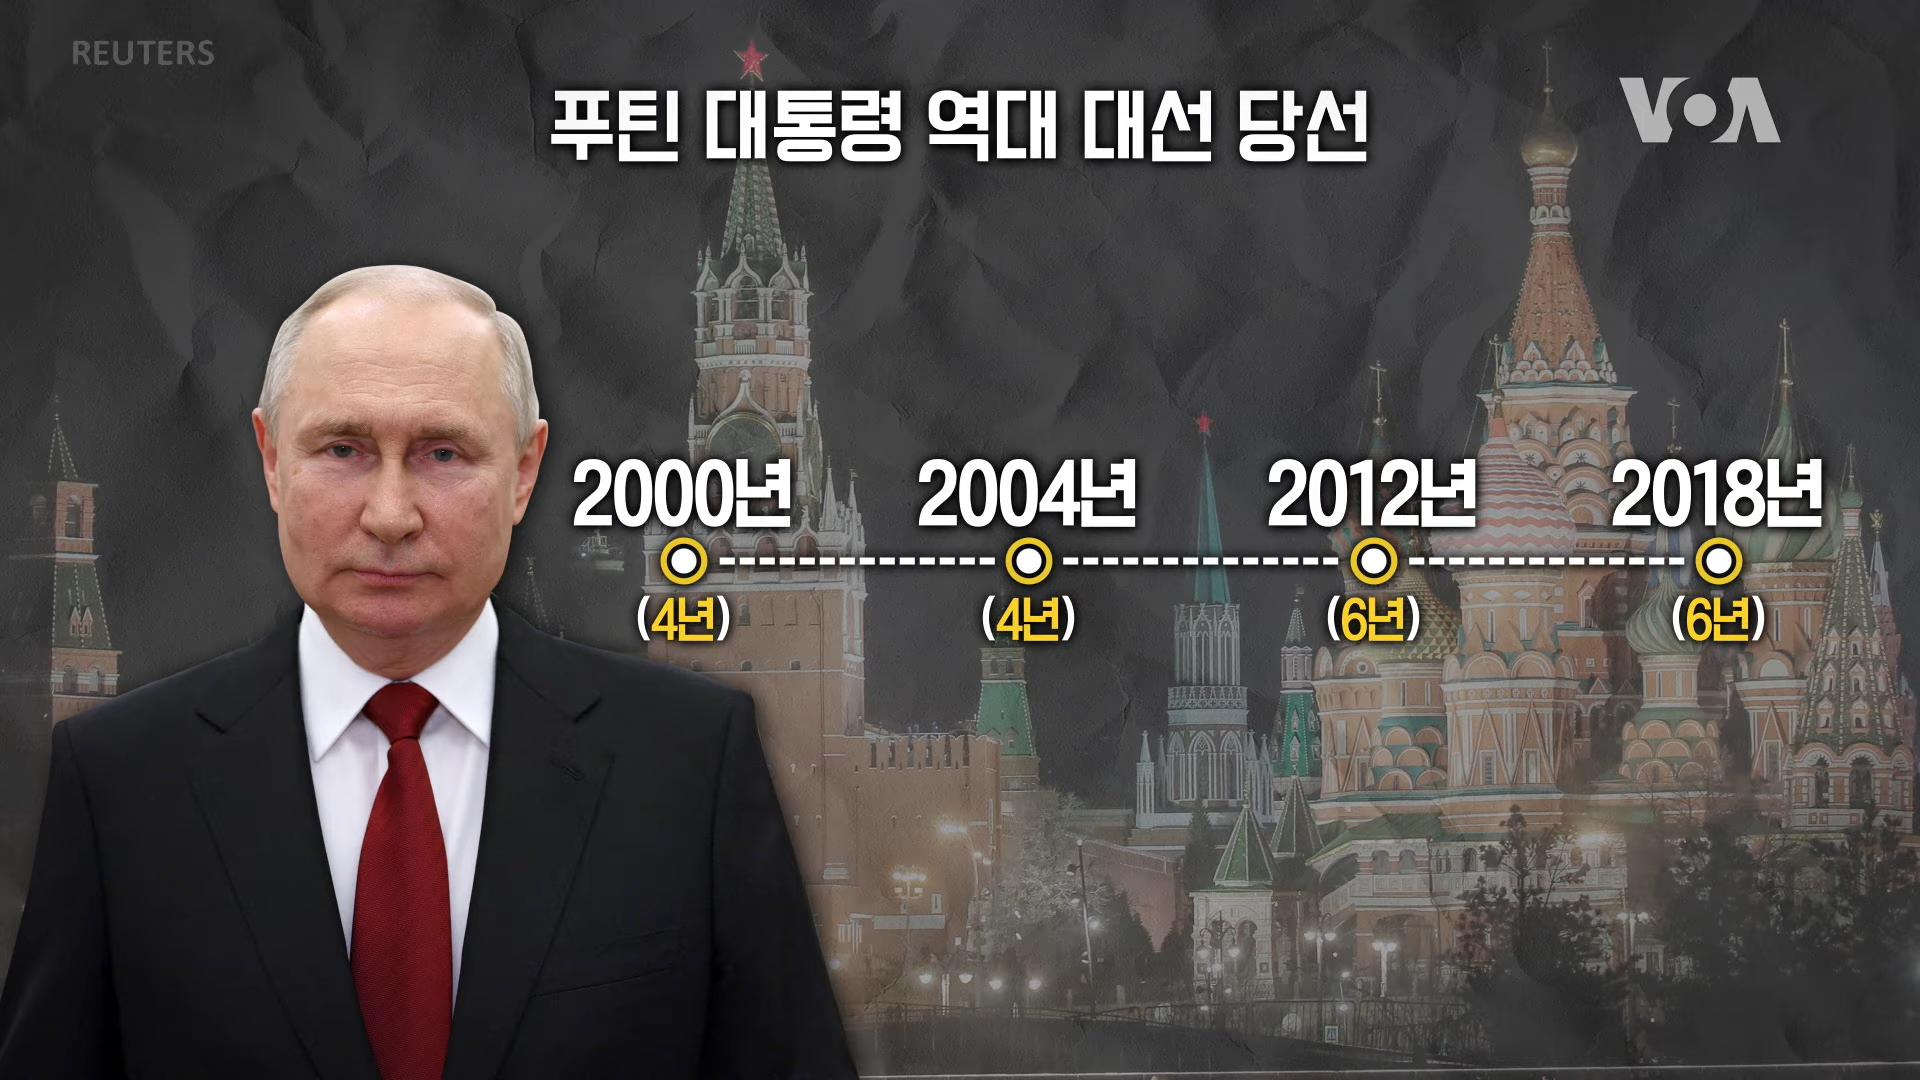 REUTERS
VOA
푸틴 대통령 역대 대선 당선
2000년 2004년 2012년 2018년
(4년) (4년) (6년) (6년)